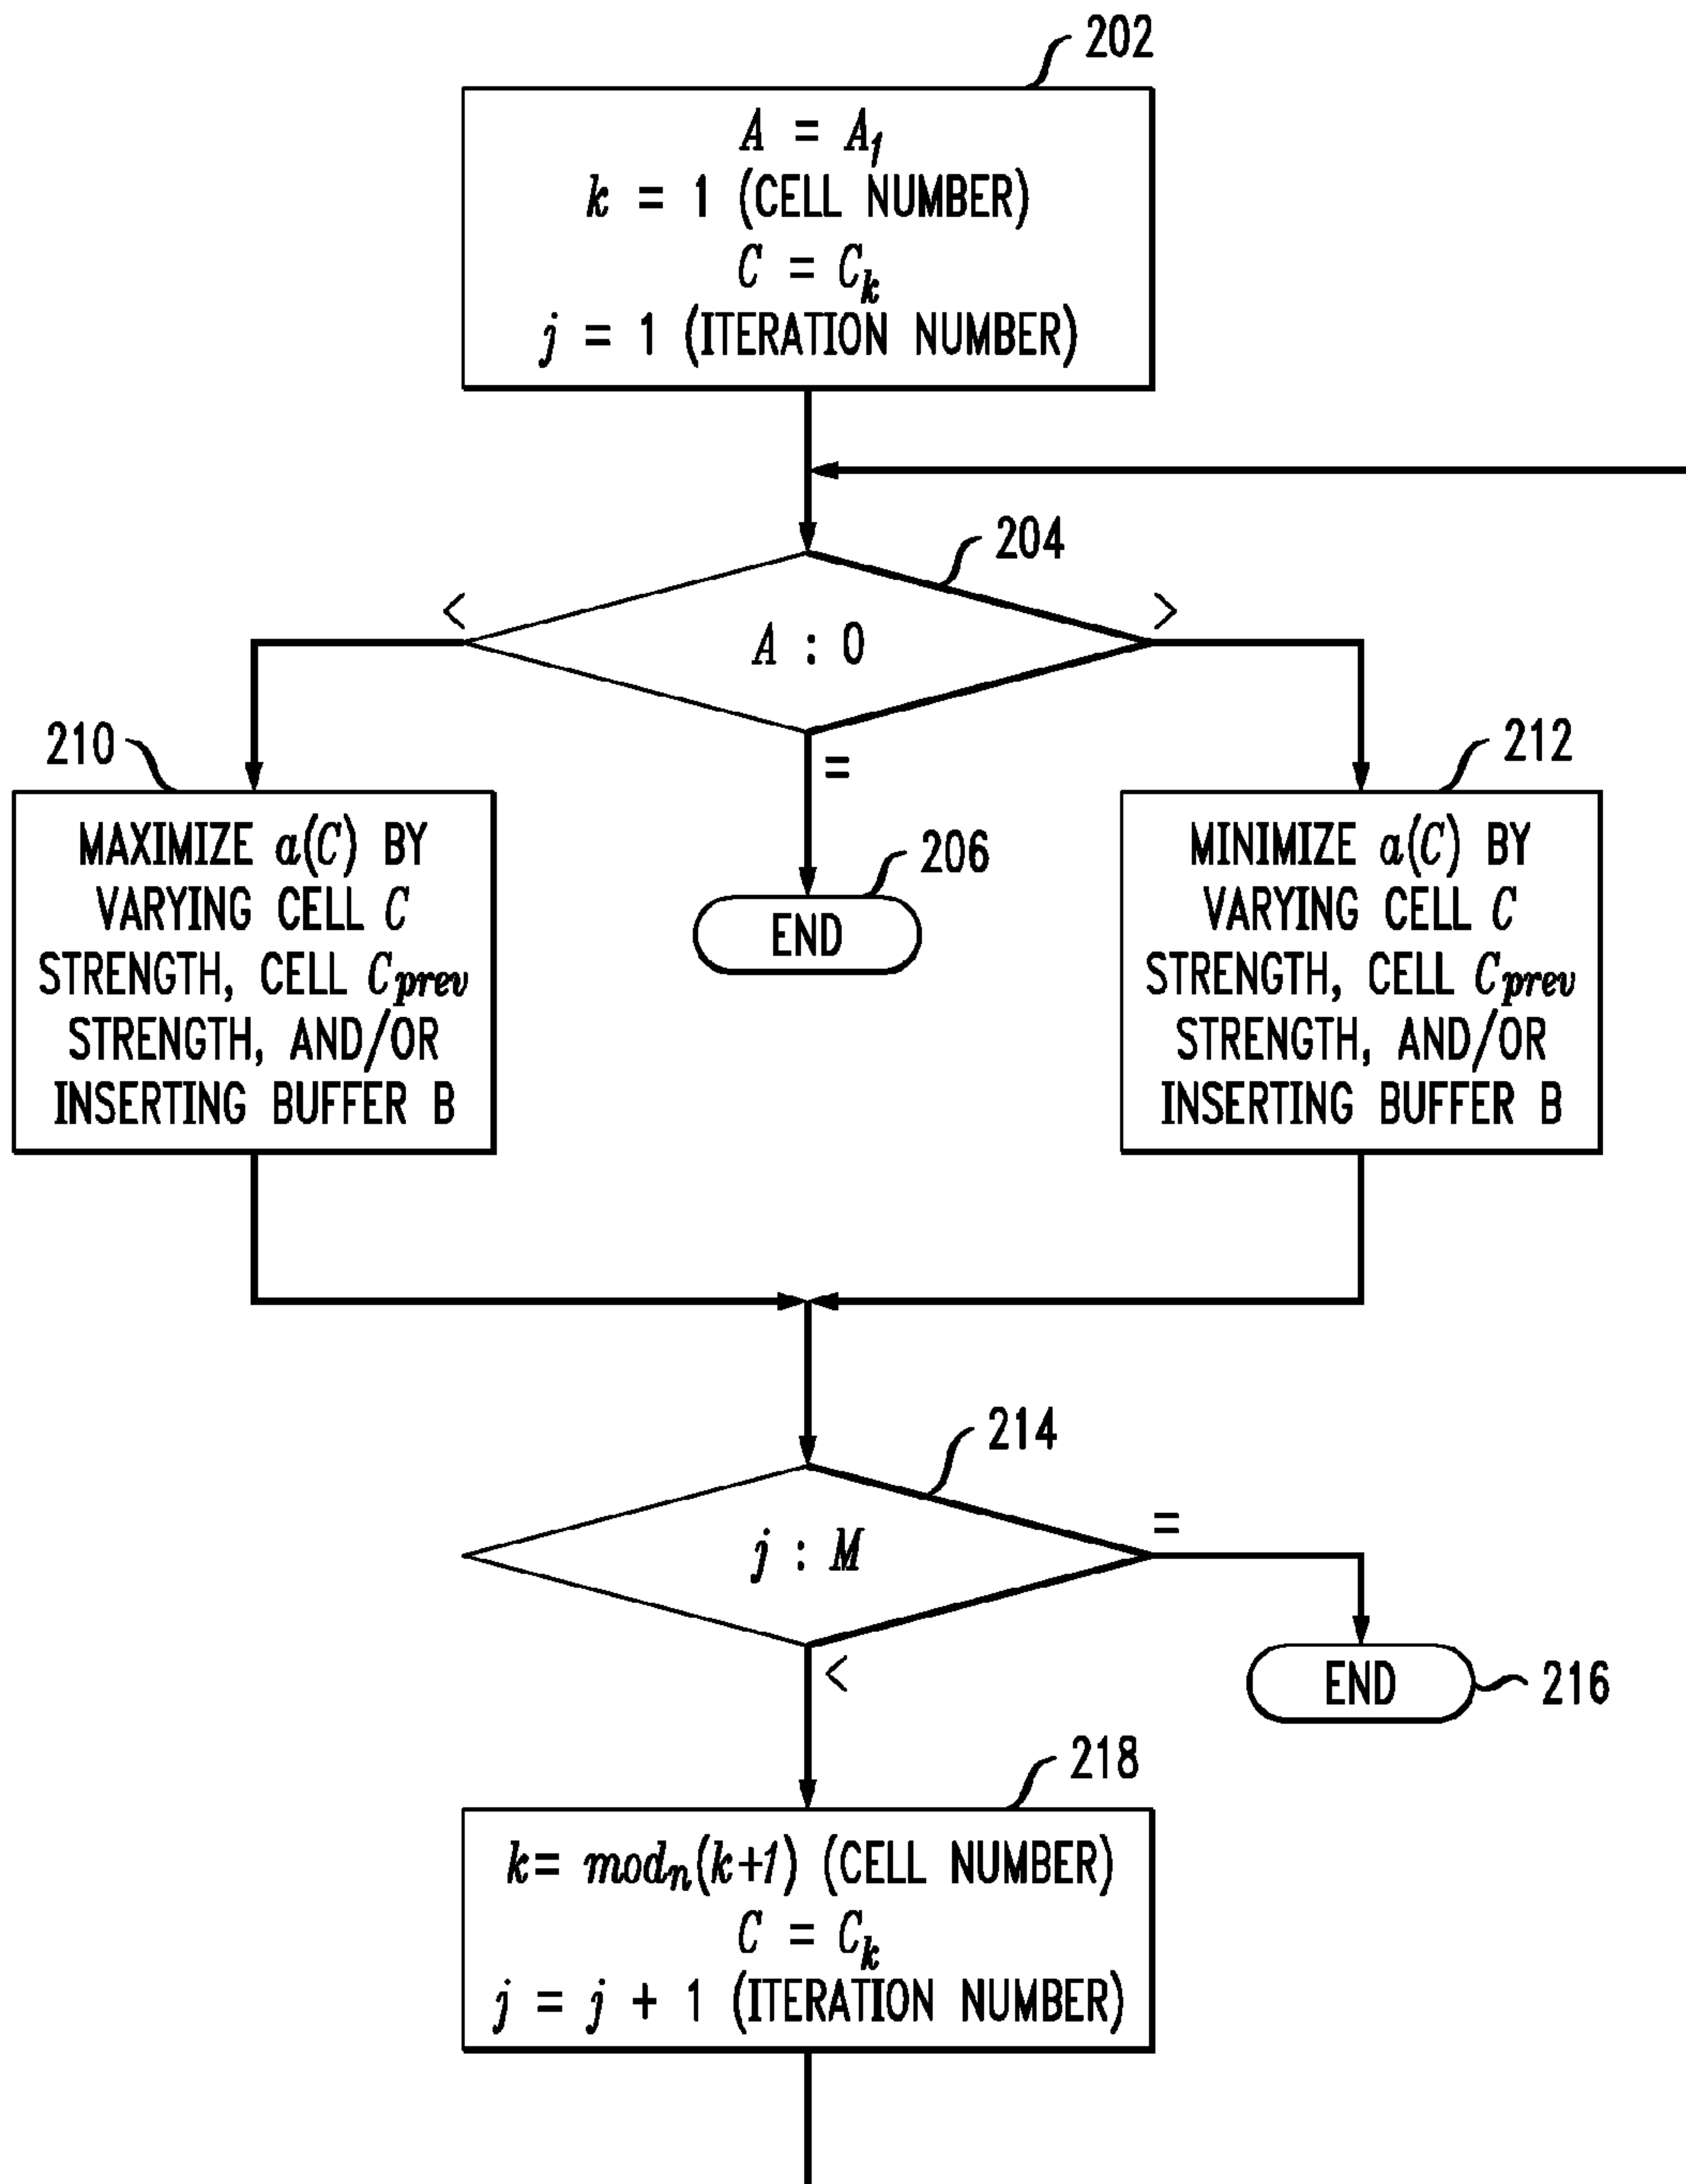 202
A = A₁
k = 1 (CELL NUMBER)
C = Cₖ
j = 1 (ITERATION NUMBER)
204
<
>
A : 0
210
=
212
MAXIMIZE a(C) BY
VARYING CELL C
STRENGTH, CELL C_prev
STRENGTH, AND/OR
INSERTING BUFFER B
206
END
MINIMIZE a(C) BY
VARYING CELL C
STRENGTH, CELL C_prev
STRENGTH, AND/OR
INSERTING BUFFER B
214
=
j : M
<
END
216
218
k= modₙ(k+1) (CELL NUMBER)
C = Cₖ
j = j + 1 (ITERATION NUMBER)